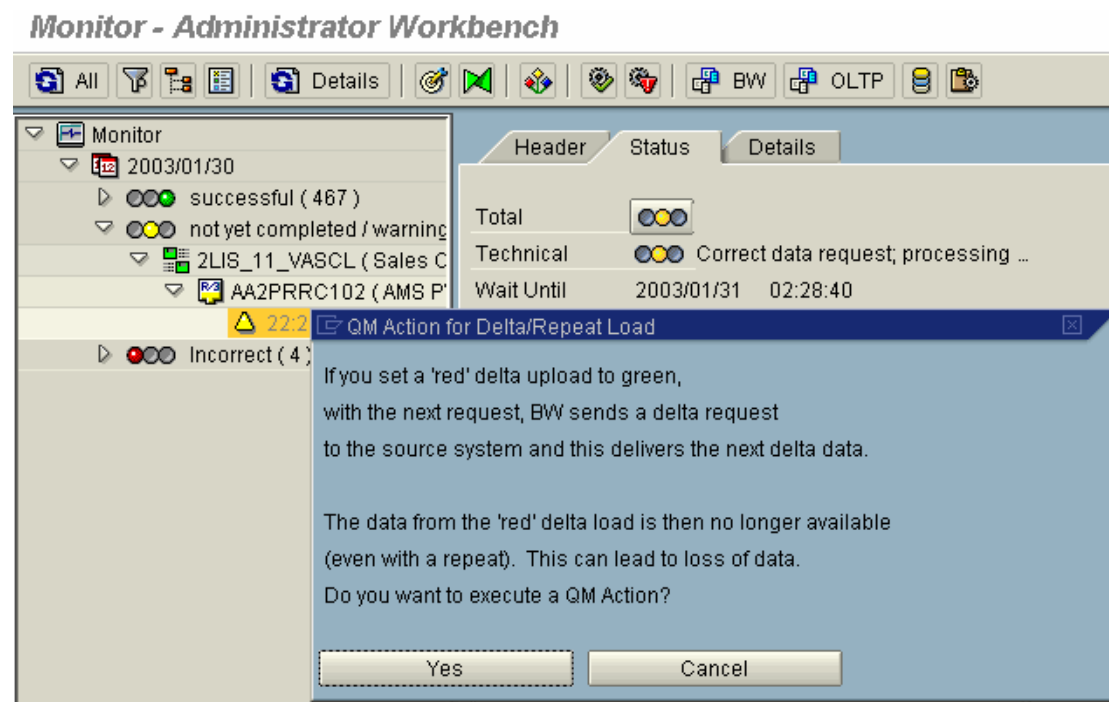 Monitor - Administrator Workbench
All Details BW OLTP
Monitor
2003/01/30
successful ( 467 )
not yet completed / warning
2LIS_11_VASCL ( Sales C
AA2PRRC102 ( AMS P
22:2
Incorrect ( 4 )
Header Status Details
Total
Technical Correct data request; processing ...
Wait Until 2003/01/31 02:28:40
QM Action for Delta/Repeat Load
If you set a 'red' delta upload to green,
with the next request, BW sends a delta request
to the source system and this delivers the next delta data.
The data from the 'red' delta load is then no longer available
(even with a repeat). This can lead to loss of data.
Do you want to execute a QM Action?
Yes Cancel